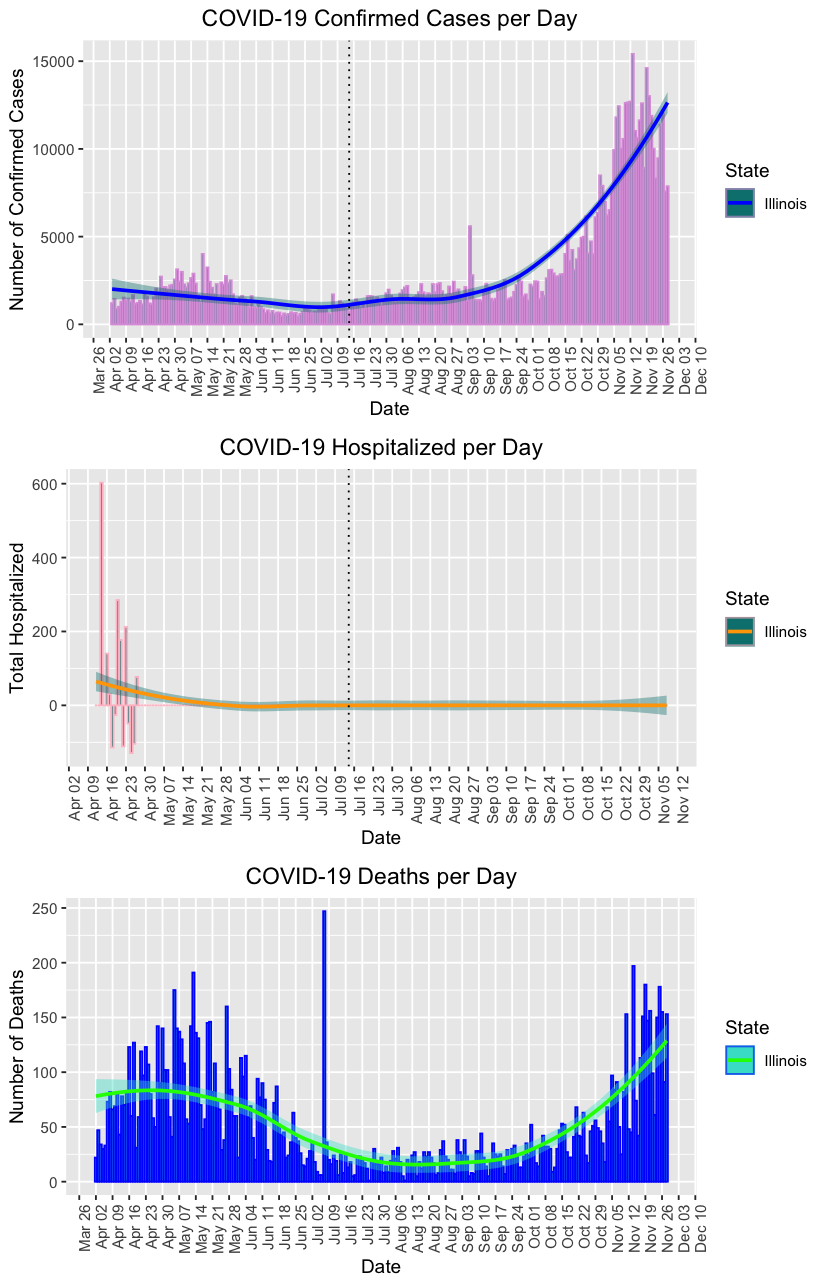 COVID-19 Confirmed Cases per Day
Number of Confirmed Cases
15000
10000
5000
0
Mar 26
Apr 02
Apr 09
Apr 16
Apr 23
Apr 30
May 07
May 14
May 21
May 28
Jun 04
Jun 11
Jun 18
Jun 25
Jul 02
Jul 09
Jul 16
Jul 23
Jul 30
Aug 06
Aug 13
Aug 20
Aug 27
Sep 03
Sep 10
Sep 17
Sep 24
Oct 01
Oct 08
Oct 15
Oct 22
Oct 29
Nov 05
Nov 12
Nov 19
Nov 26
Dec 03
Dec 10
Date
State
Illinois
COVID-19 Hospitalized per Day
Total Hospitalized
600
400
200
0
Apr 02
Apr 09
Apr 16
Apr 23
Apr 30
May 07
May 14
May 21
May 28
Jun 04
Jun 11
Jun 18
Jun 25
Jul 02
Jul 09
Jul 16
Jul 23
Jul 30
Aug 06
Aug 13
Aug 20
Aug 27
Sep 03
Sep 10
Sep 17
Sep 24
Oct 01
Oct 08
Oct 15
Oct 22
Oct 29
Nov 05
Nov 12
Date
State
Illinois
COVID-19 Deaths per Day
Number of Deaths
250
200
150
100
50
0
Mar 26
Apr 02
Apr 09
Apr 16
Apr 23
Apr 30
May 07
May 14
May 21
May 28
Jun 04
Jun 11
Jun 18
Jun 25
Jul 02
Jul 09
Jul 16
Jul 23
Jul 30
Aug 06
Aug 13
Aug 20
Aug 27
Sep 03
Sep 10
Sep 17
Sep 24
Oct 01
Oct 08
Oct 15
Oct 22
Oct 29
Nov 05
Nov 12
Nov 19
Nov 26
Dec 03
Dec 10
Date
State
Illinois